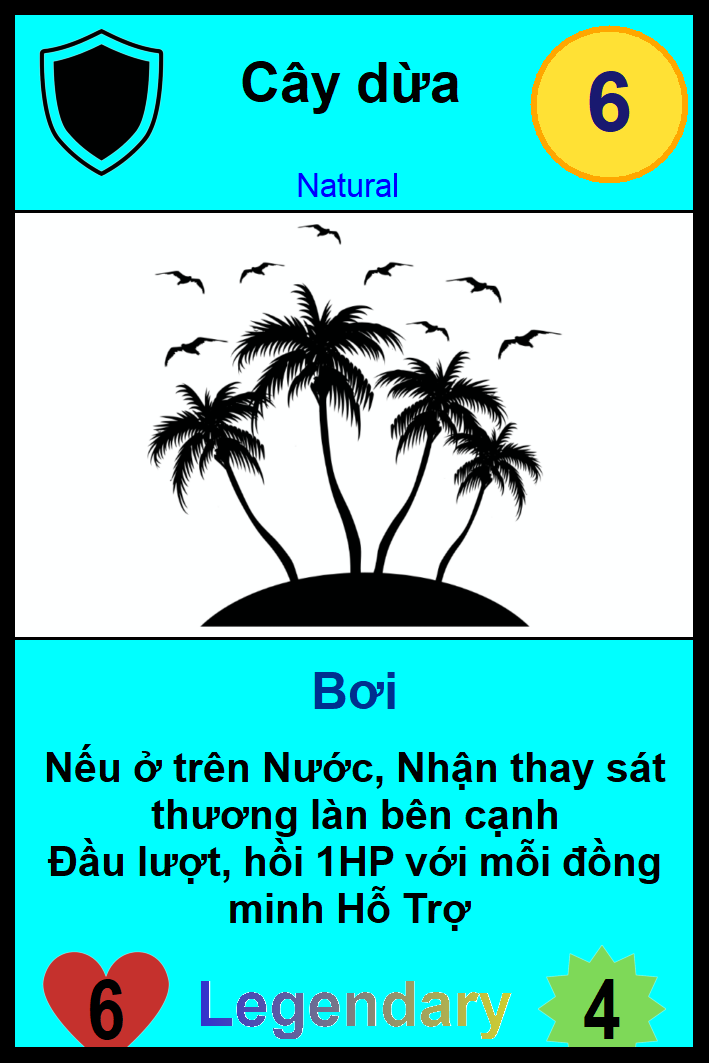 Cây dừa
6
Natural
Bơi
Nếu ở trên Nước, Nhận thay sát
thương làn bên cạnh
Đầu lượt, hồi 1HP với mỗi đồng
minh Hỗ Trợ
6
Legendary
4